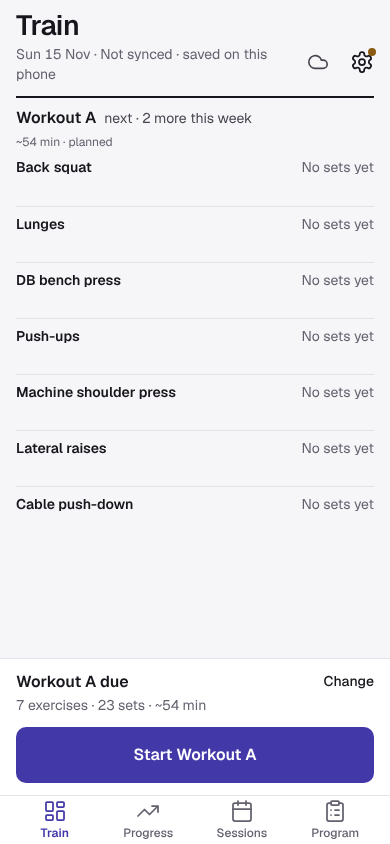 Train
Sun 15 Nov · Not synced · saved on this
phone
Workout A next · 2 more this week
~54 min · planned
Back squat No sets yet
Lunges No sets yet
DB bench press No sets yet
Push-ups No sets yet
Machine shoulder press No sets yet
Lateral raises No sets yet
Cable push-down No sets yet
Workout A due Change
7 exercises · 23 sets · ~54 min
Start Workout A
Train Progress Sessions Program